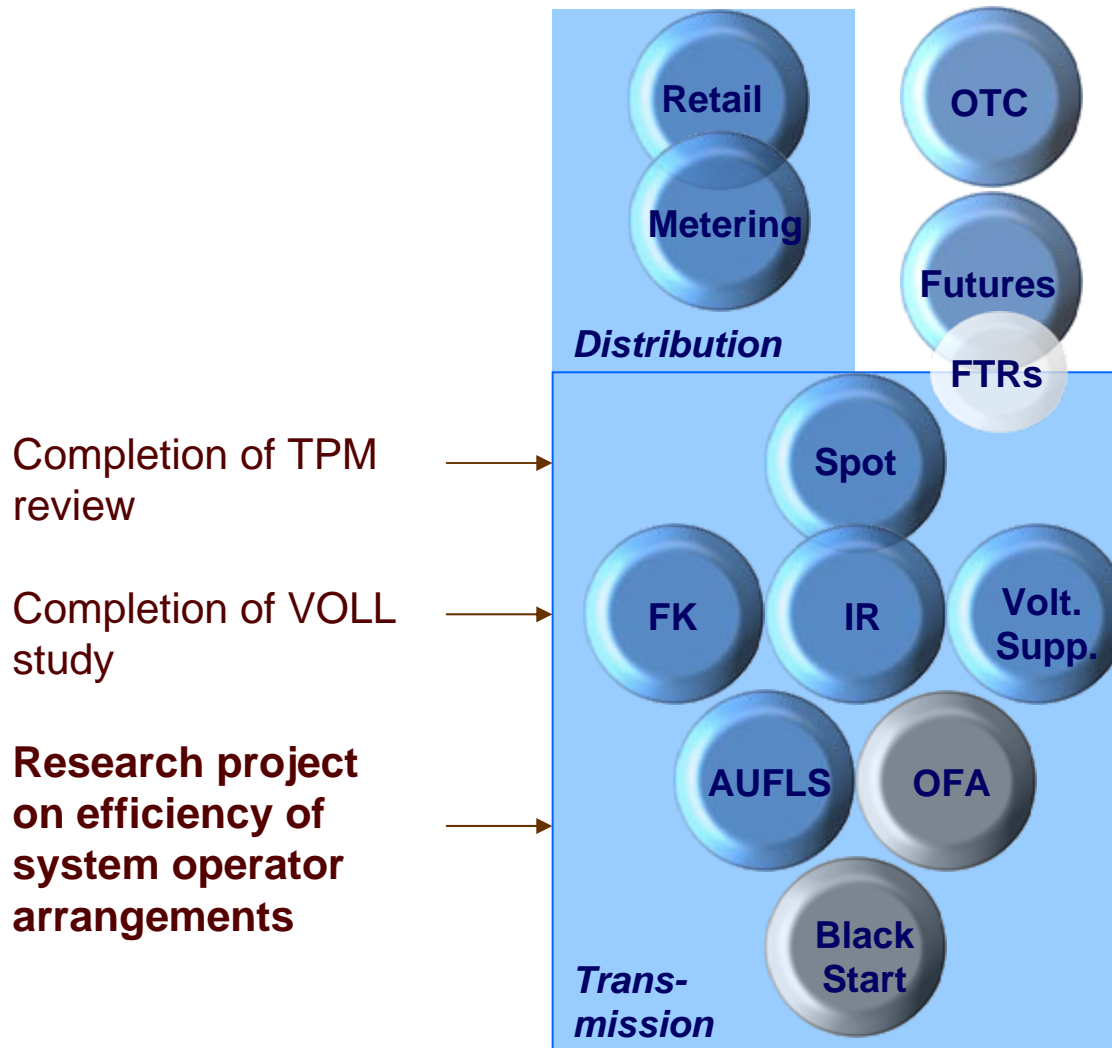 Retail
OTC
Metering
Futures
Distribution
FTRs
Completion of TPM
review
Spot
Completion of VOLL
study
FK
IR
Volt.
Supp.
Research project
on efficiency of
system operator
arrangements
AUFLS
OFA
Black
Start
Trans-
mission